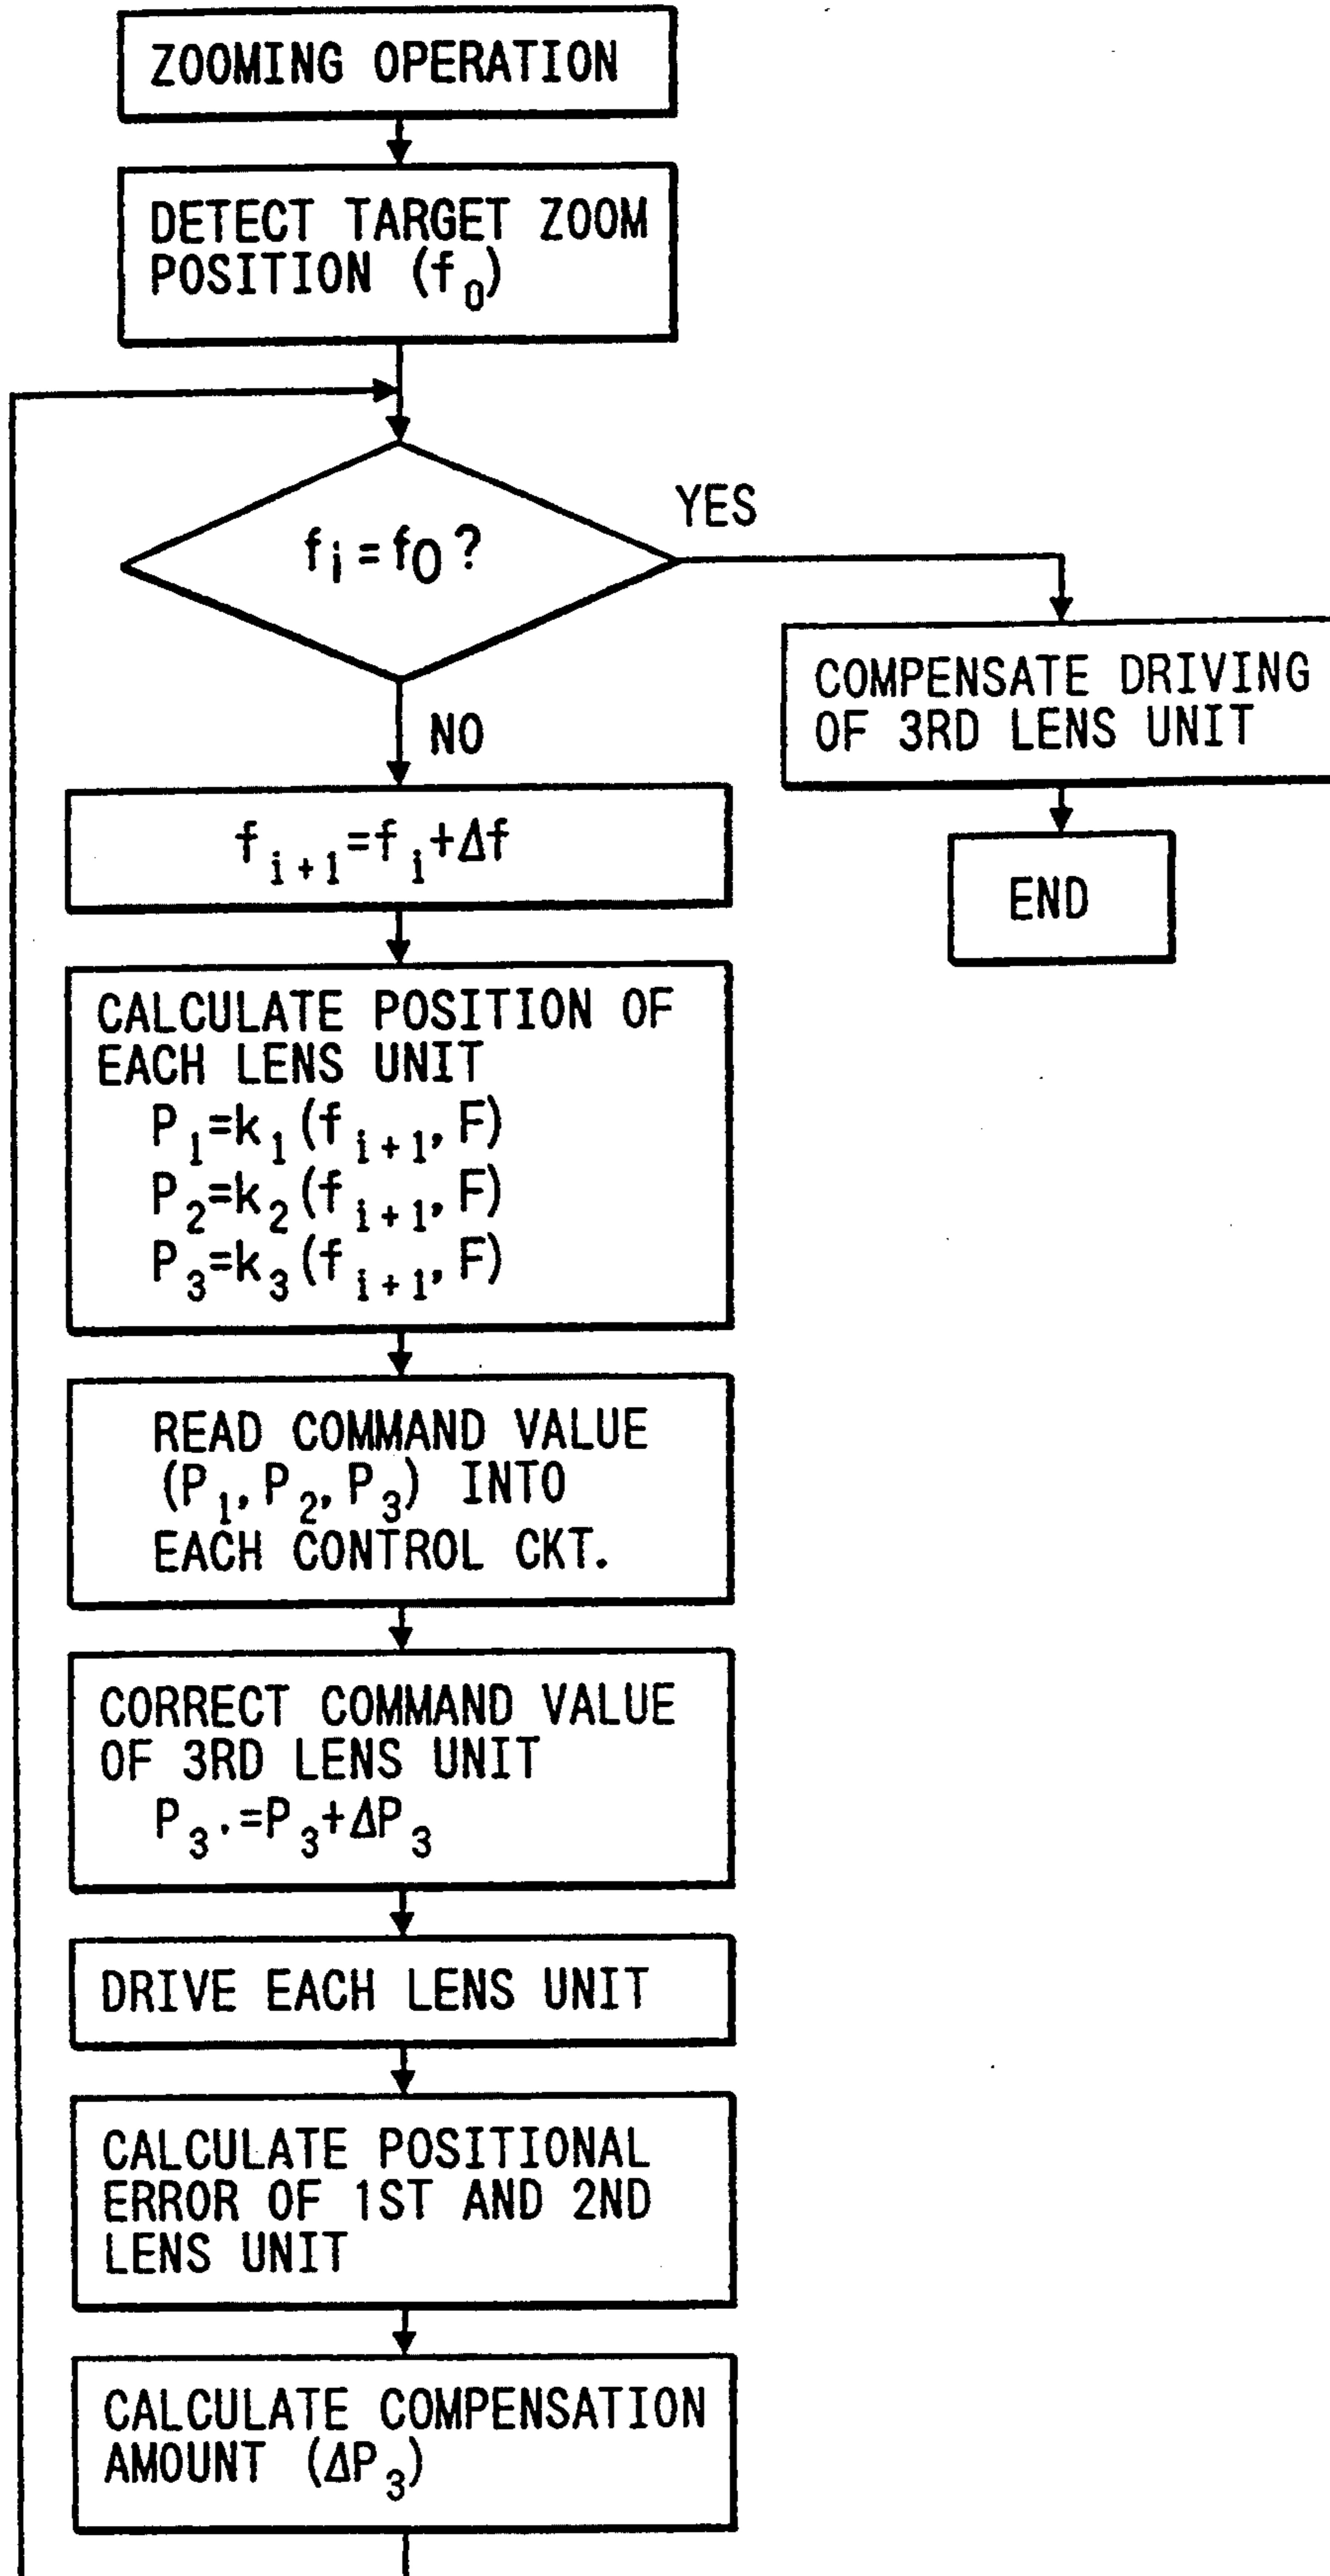 ZOOMING OPERATION
DETECT TARGET ZOOM
POSITION (f₀)
fi=f0?
YES
NO
COMPENSATE DRIVING
OF 3RD LENS UNIT
END
fᵢ₊₁=fᵢ+Δf
CALCULATE POSITION OF
EACH LENS UNIT
P₁=k₁(fᵢ₊₁,F)
P₂=k₂(fᵢ₊₁,F)
P₃=k₃(fᵢ₊₁,F)
READ COMMAND VALUE
(P₁,P₂,P₃) INTO
EACH CONTROL CKT.
CORRECT COMMAND VALUE
OF 3RD LENS UNIT
P₃.=P₃+ΔP₃
DRIVE EACH LENS UNIT
CALCULATE POSITIONAL
ERROR OF 1ST AND 2ND
LENS UNIT
CALCULATE COMPENSATION
AMOUNT (ΔP₃)